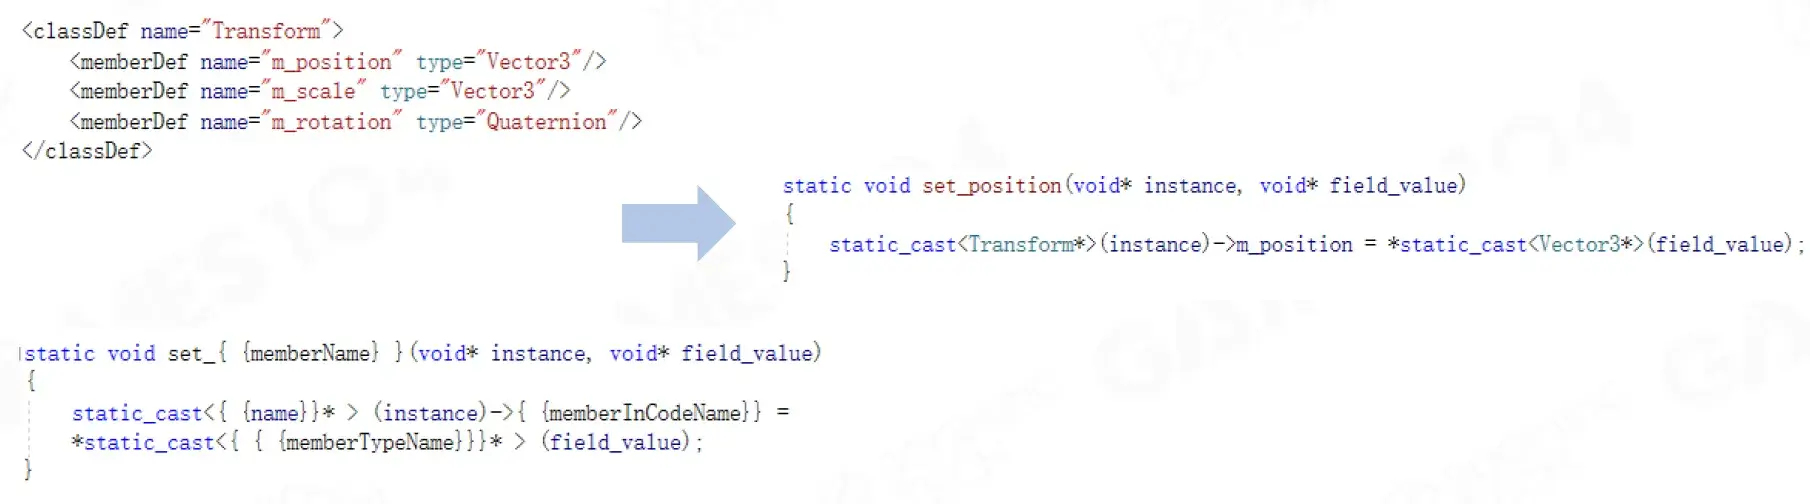 <classDef name="Transform">
<memberDef name="m_position" type="Vector3"/>
<memberDef name="m_scale" type="Vector3"/>
<memberDef name="m_rotation" type="Quaternion"/>
</classDef>
static void set_position(void* instance, void* field_value)
{
static_cast<Transform*>(instance)->m_position = *static_cast<Vector3*>(field_value);
}
static void set_{ {memberName} }(void* instance, void* field_value)
{
static_cast<{ {name}}* > (instance)->{ {memberInCodeName}} =
*static_cast<{ { {memberTypeName}}}* > (field_value);
}